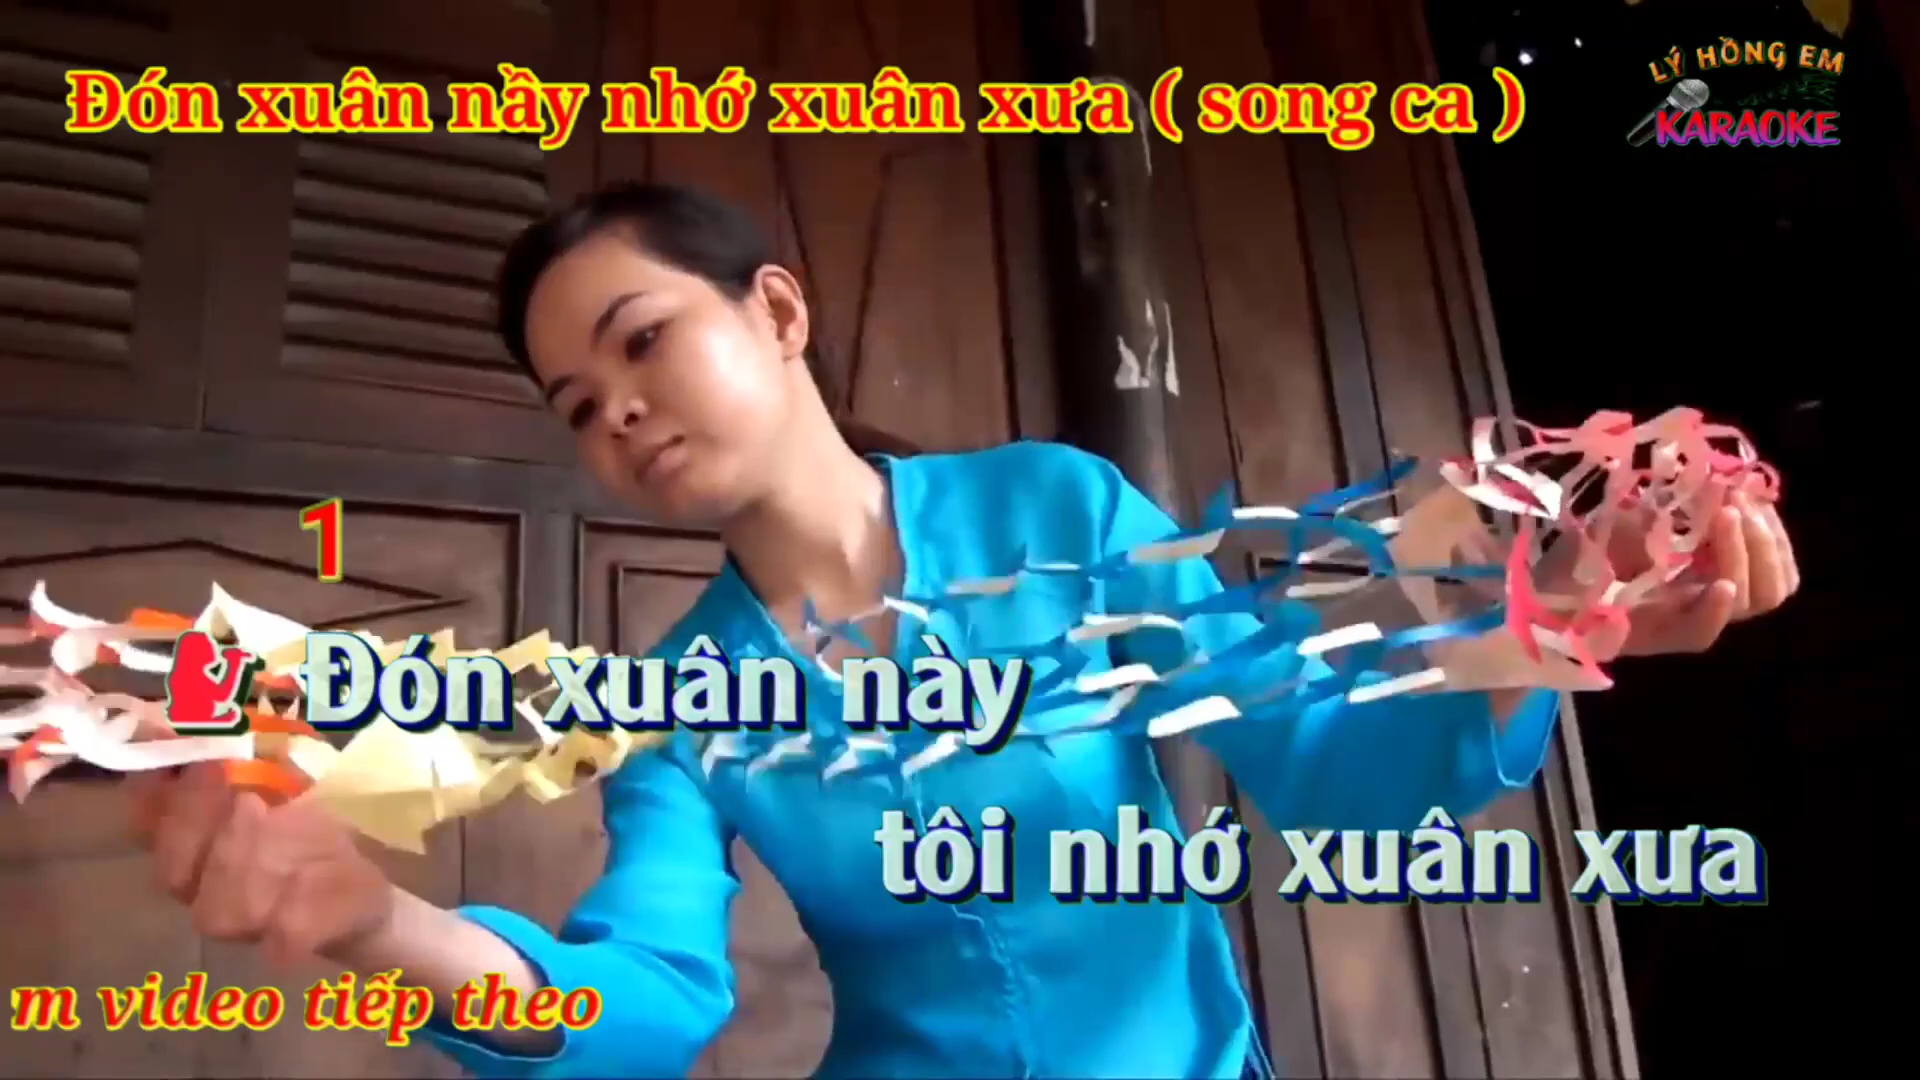 Đón xuân nầy nhớ xuân xưa ( song ca )
LÝ HỒNG EM
KARAOKE
1
Đón xuân này
tôi nhớ xuân xưa
m video tiếp theo